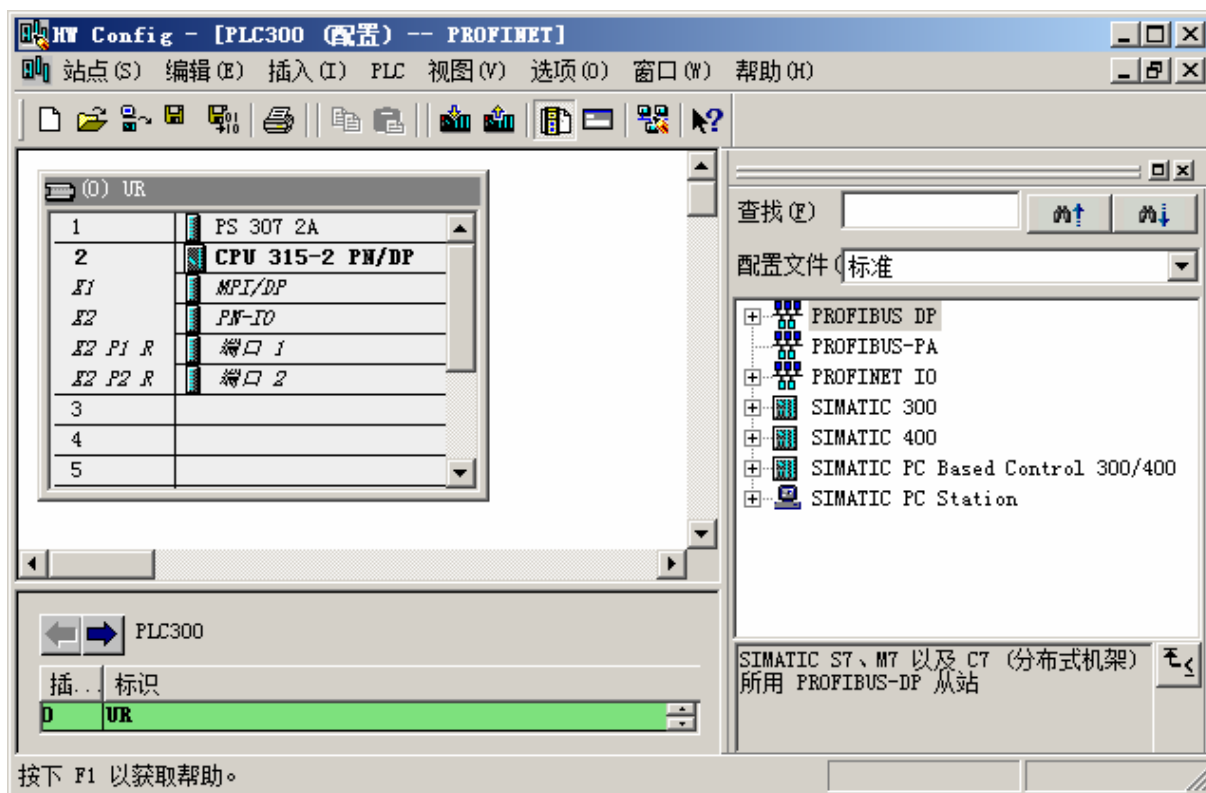 HW Config - [PLC300 (配置) -- PROFINET]
站点(S) 编辑(E) 插入(I) PLC 视图(V) 选项(O) 窗口(W) 帮助(H)
(0) UR
1 PS 307 2A
2 CPU 315-2 PN/DP
X1 MPI/DP
X2 PN-IO
X2 P1 R 端口 1
X2 P2 R 端口 2
3
4
5
查找(F)
配置文件( 标准
PROFIBUS DP
PROFIBUS-PA
PROFINET IO
SIMATIC 300
SIMATIC 400
SIMATIC PC Based Control 300/400
SIMATIC PC Station
PLC300
插... 标识
0 UR
SIMATIC S7、M7 以及 C7 (分布式机架)
所用 PROFIBUS-DP 从站
按下 F1 以获取帮助。